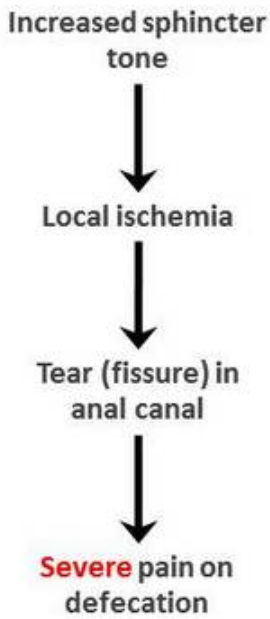 Increased sphincter
tone
Local ischemia
Tear (fissure) in
anal canal
Severe pain on
defecation